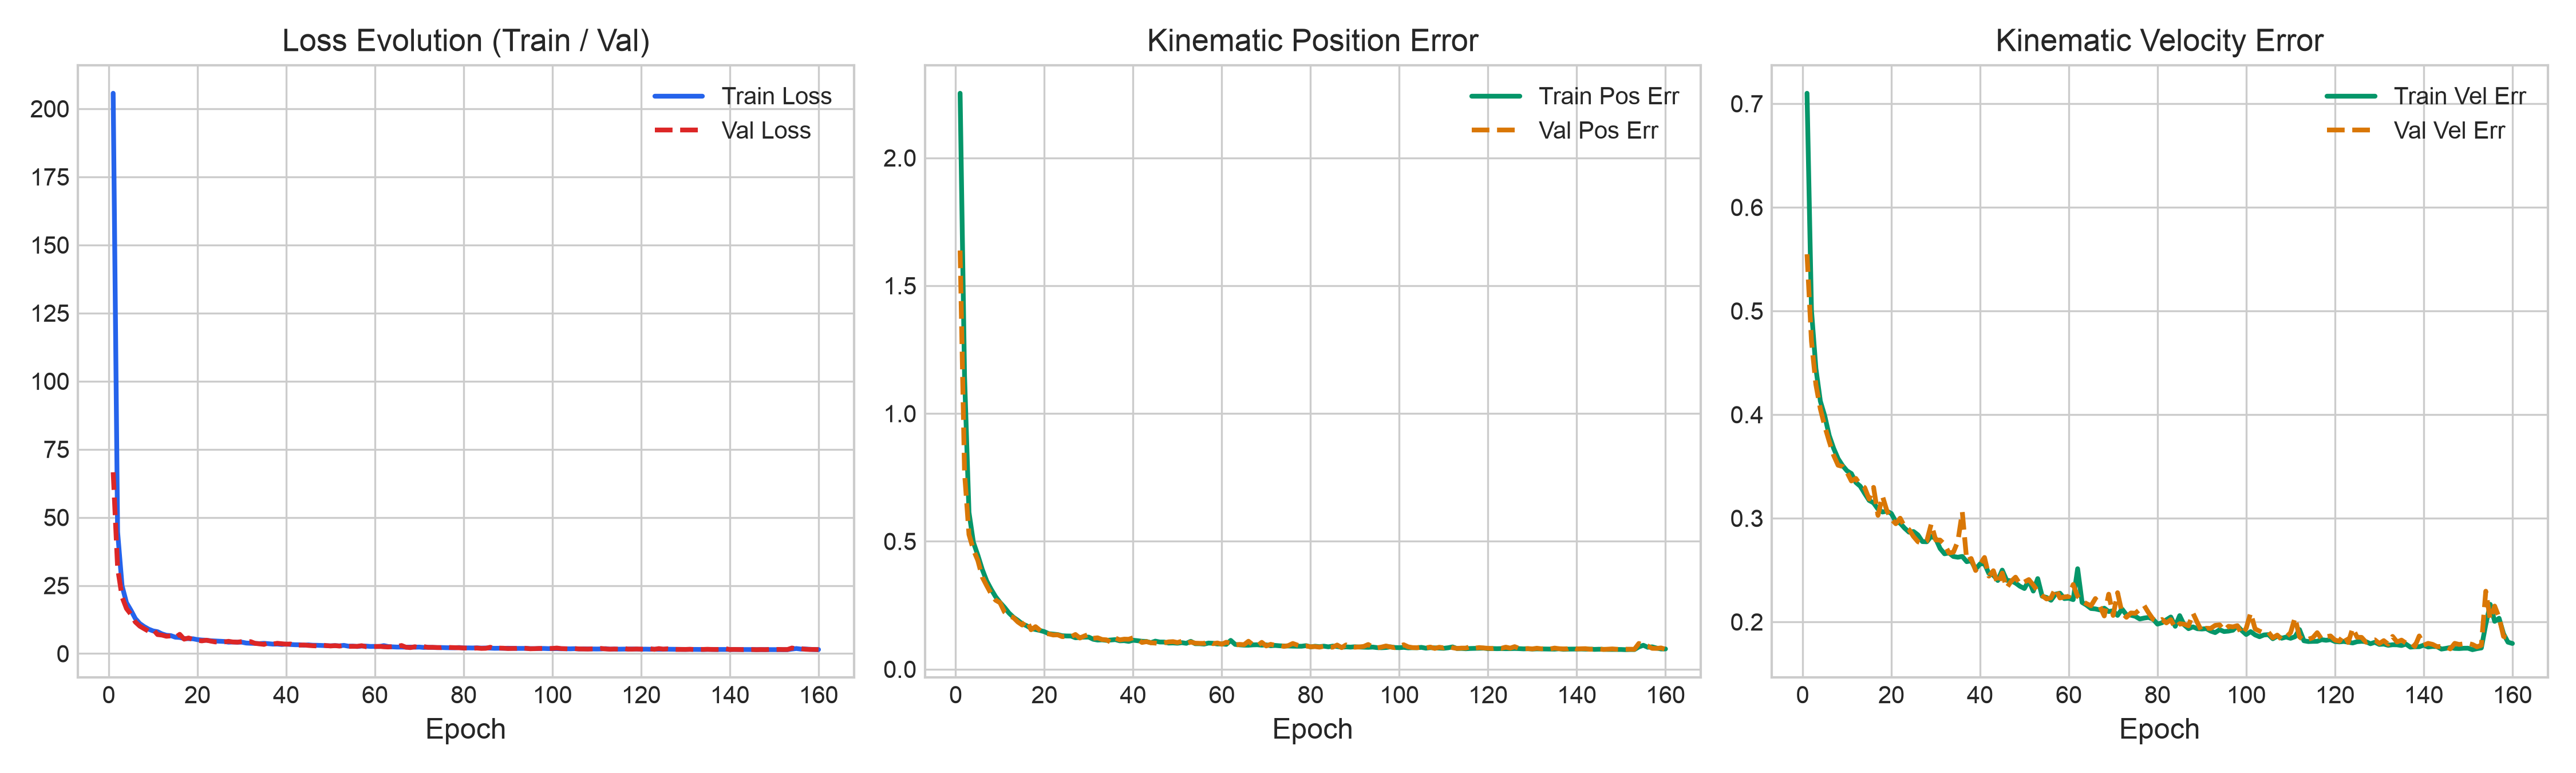 Loss Evolution (Train / Val)
200
175
150
125
100
75
50
25
0
0 20 40 60 80 100 120 140 160
Epoch
Train Loss
Val Loss
Kinematic Position Error
2.0
1.5
1.0
0.5
0.0
0 20 40 60 80 100 120 140 160
Epoch
Train Pos Err
Val Pos Err
Kinematic Velocity Error
0.7
0.6
0.5
0.4
0.3
0.2
0 20 40 60 80 100 120 140 160
Epoch
Train Vel Err
Val Vel Err